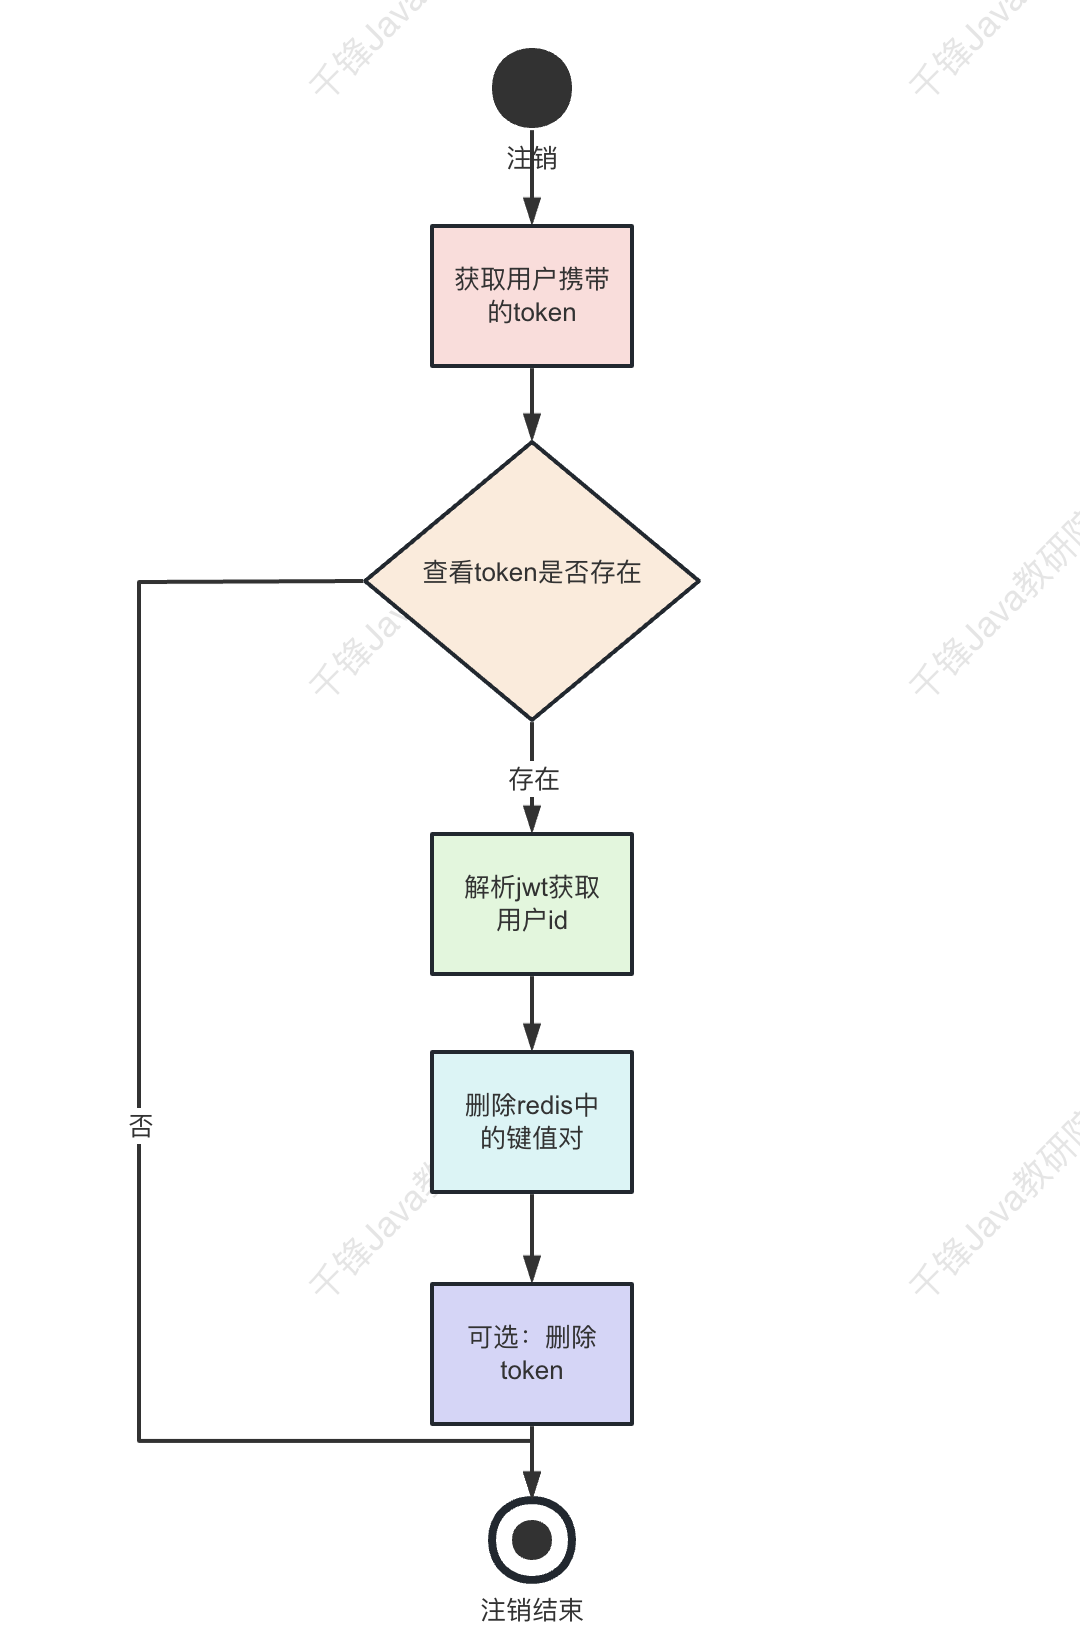 千锋Java
千锋Java
注销
获取用户携带
的token
查看token是否存在
千锋Java
千锋Java教研院
存在
解析jwt获取
用户id
删除redis中
的键值对
否
千锋Java教
千锋Java教研院
可选：删除
token
注销结束